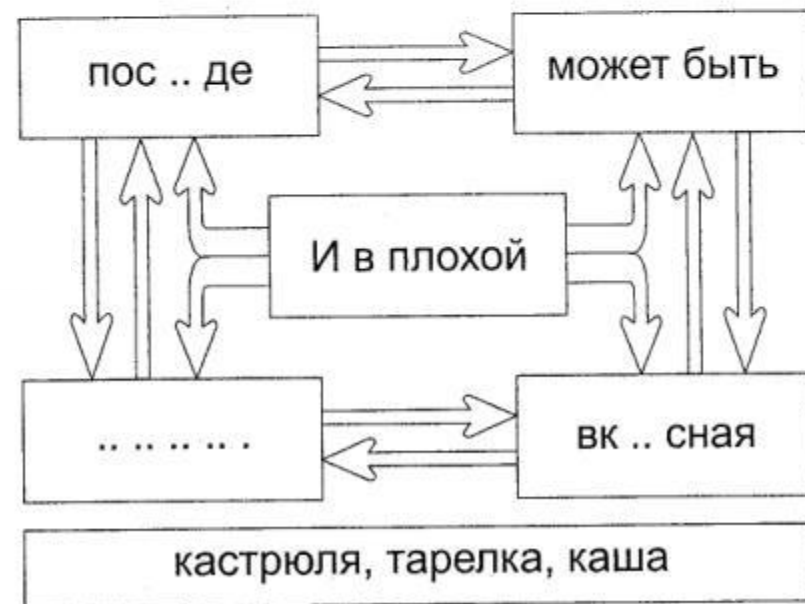 пос .. де
может быть
И в плохой
.. .. .. .. .
вк .. сная
кастрюля, тарелка, каша